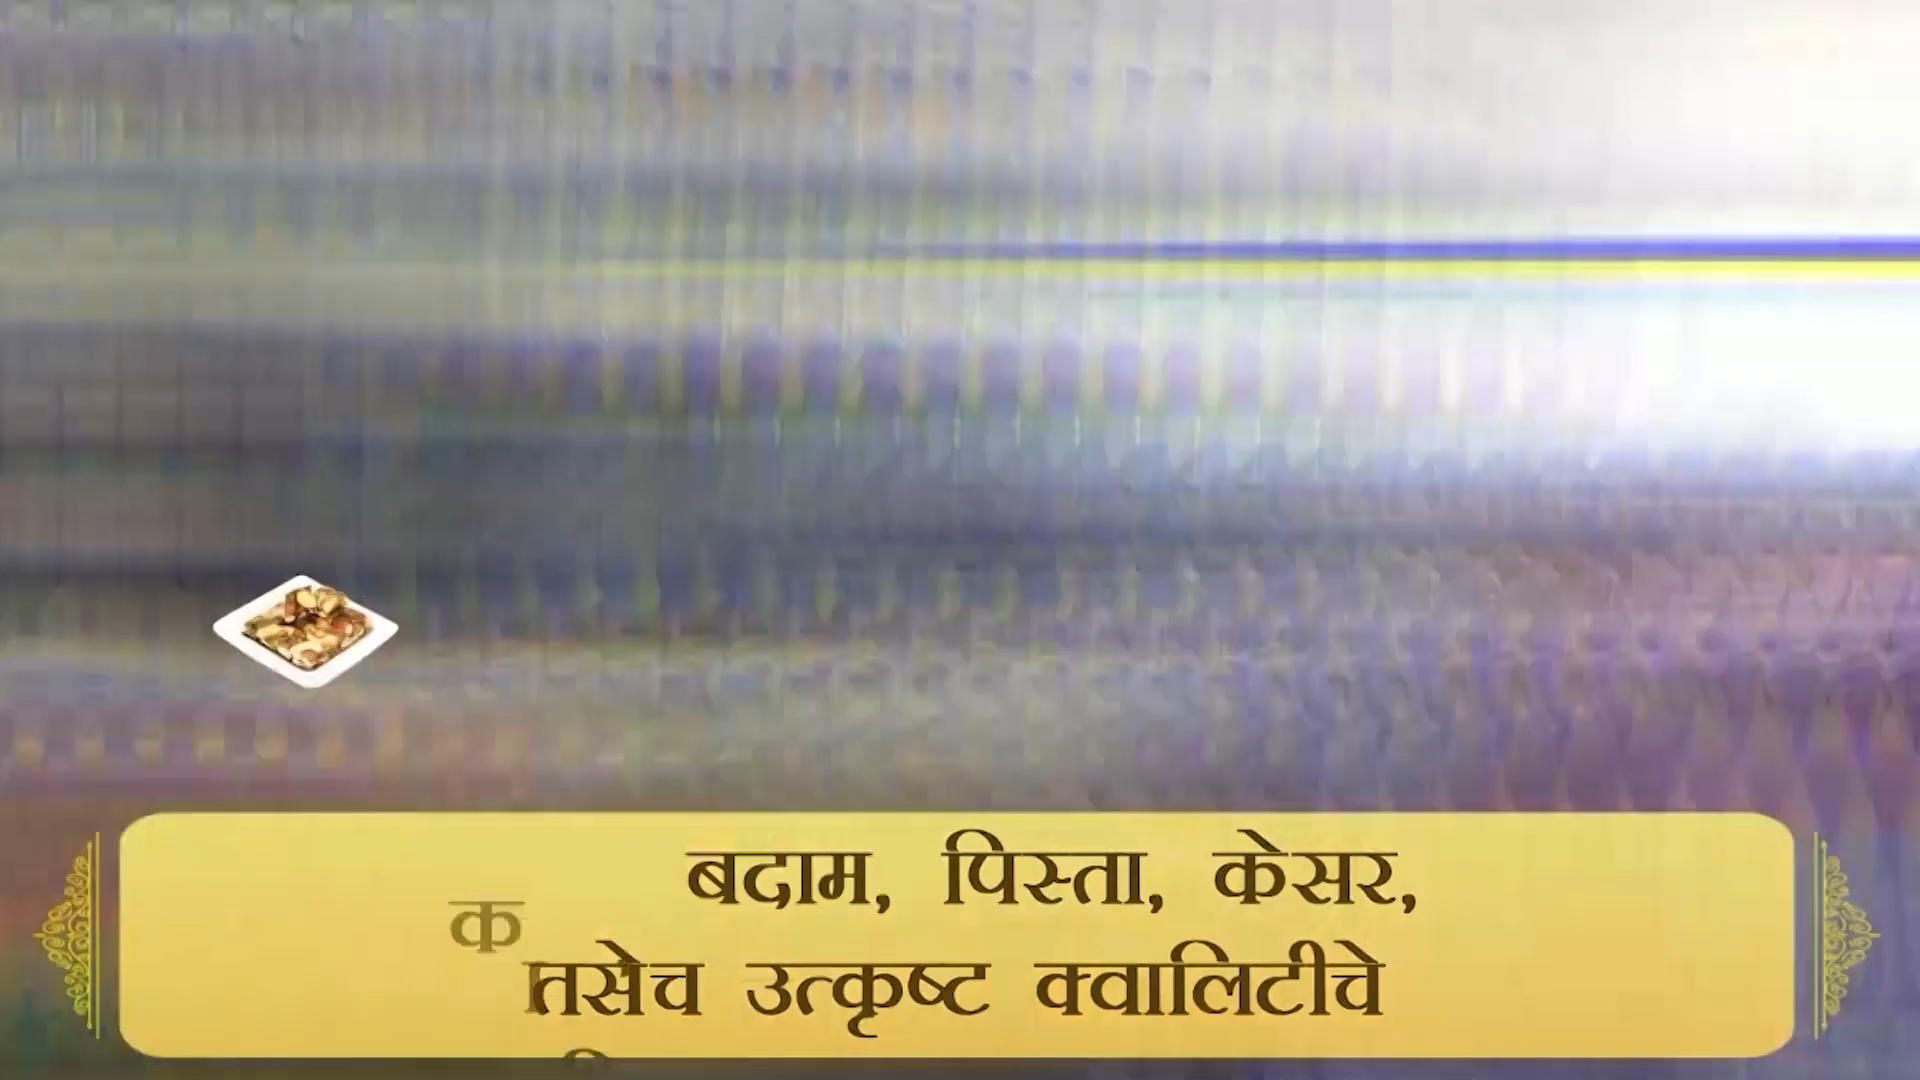 बदाम, पिस्ता, केसर,
क
तसेच उत्कृष्ट क्वालिटीचे